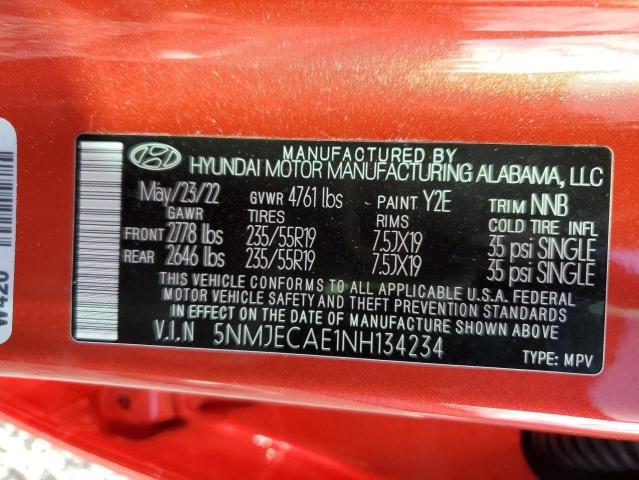 MANUFACTURED BY
HYUNDAI MOTOR MANUFACTURING ALABAMA, LLC
May/23/22 GVWR 4761 lbs PAINT Y2E TRIM NNB
GAWR TIRES RIMS COLD TIRE INFL
FRONT 2778 lbs 235/55R19 7.5JX19 35 psi SINGLE
REAR 2646 lbs 235/55R19 7.5JX19 35 psi SINGLE
THIS VEHICLE CONFORMS TO ALL APPLICABLE U.S.A. FEDERAL
MOTOR VEHICLE SAFETY AND THEFT PREVENTION STANDARDS
IN EFFECT ON THE DATE OF MANUFACTURE SHOWN ABOVE.
V.I.N 5NMJECAE1NH134234
TYPE: MPV
W420